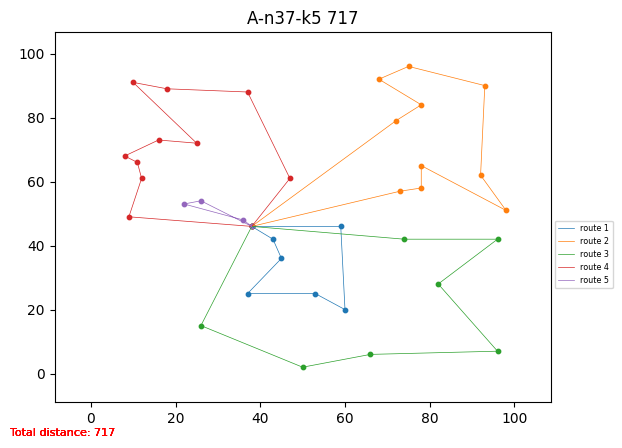 A-n37-k5 717
100
80
60
40
20
0
0 20 40 60 80 100
route 1
route 2
route 3
route 4
route 5
Total distance: 717